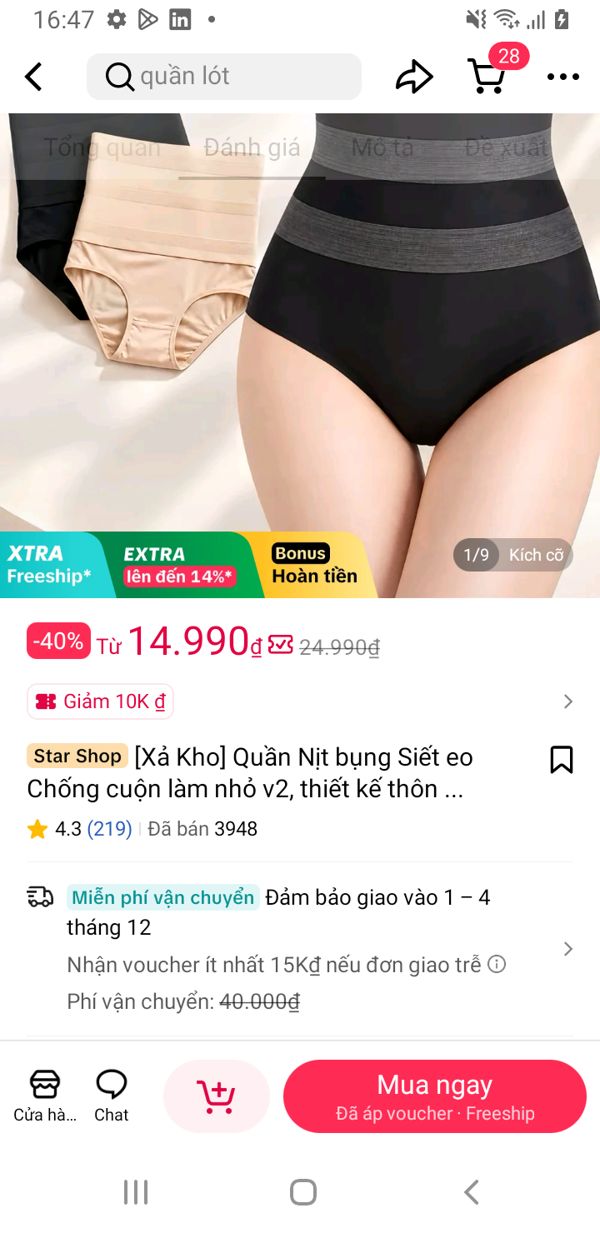 16:47
quần lót
28
Tổng quan Đánh giá Mô tả Đề xuất
XTRA
Freeship*
EXTRA
lên đến 14%*
Bonus
Hoàn tiền
1/9 Kích cỡ
-40% Từ 14.990₫ 24.990₫
Giảm 10K ₫
Star Shop [Xả Kho] Quần Nịt bụng Siết eo
Chống cuộn làm nhỏ v2, thiết kế thôn ...
4.3 (219) Đã bán 3948
Miễn phí vận chuyển Đảm bảo giao vào 1 – 4
tháng 12
Nhận voucher ít nhất 15K₫ nếu đơn giao trễ
Phí vận chuyển: 40.000₫
Cửa hà...
Chat
Mua ngay
Đã áp voucher · Freeship